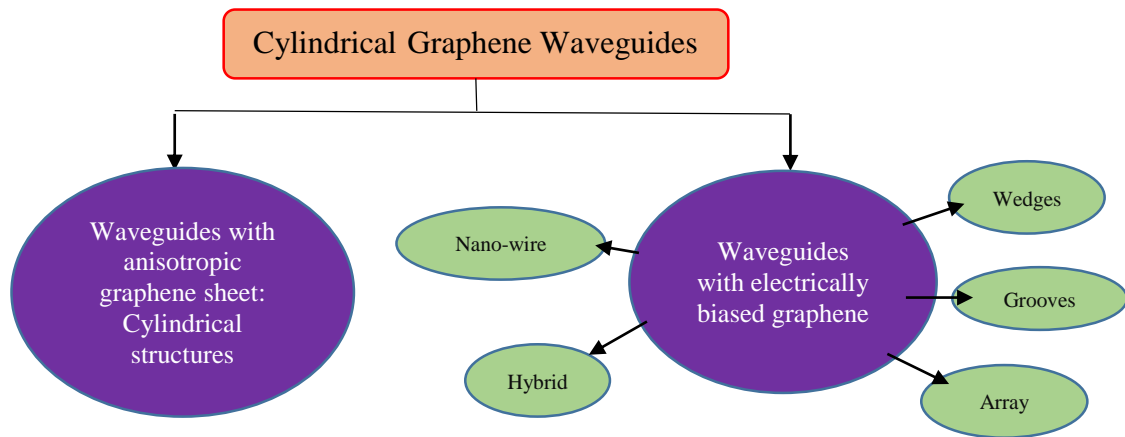 Cylindrical Graphene Waveguides
Waveguides with
anisotropic
graphene sheet:
Cylindrical
structures
Nano-wire
Hybrid
Waveguides
with electrically
biased graphene
Wedges
Grooves
Array